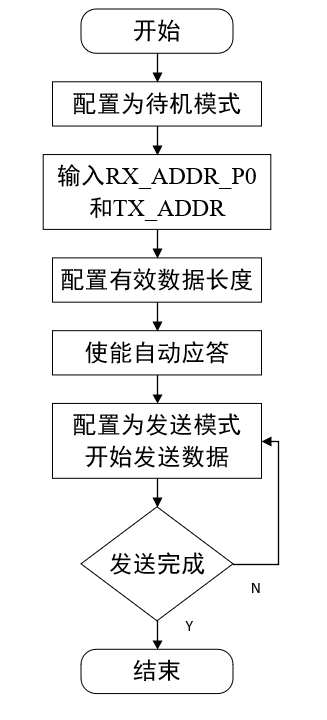 开始
配置为待机模式
输入RX_ADDR_P0
和TX_ADDR
配置有效数据长度
使能自动应答
配置为发送模式
开始发送数据
发送完成
N
Y
结束